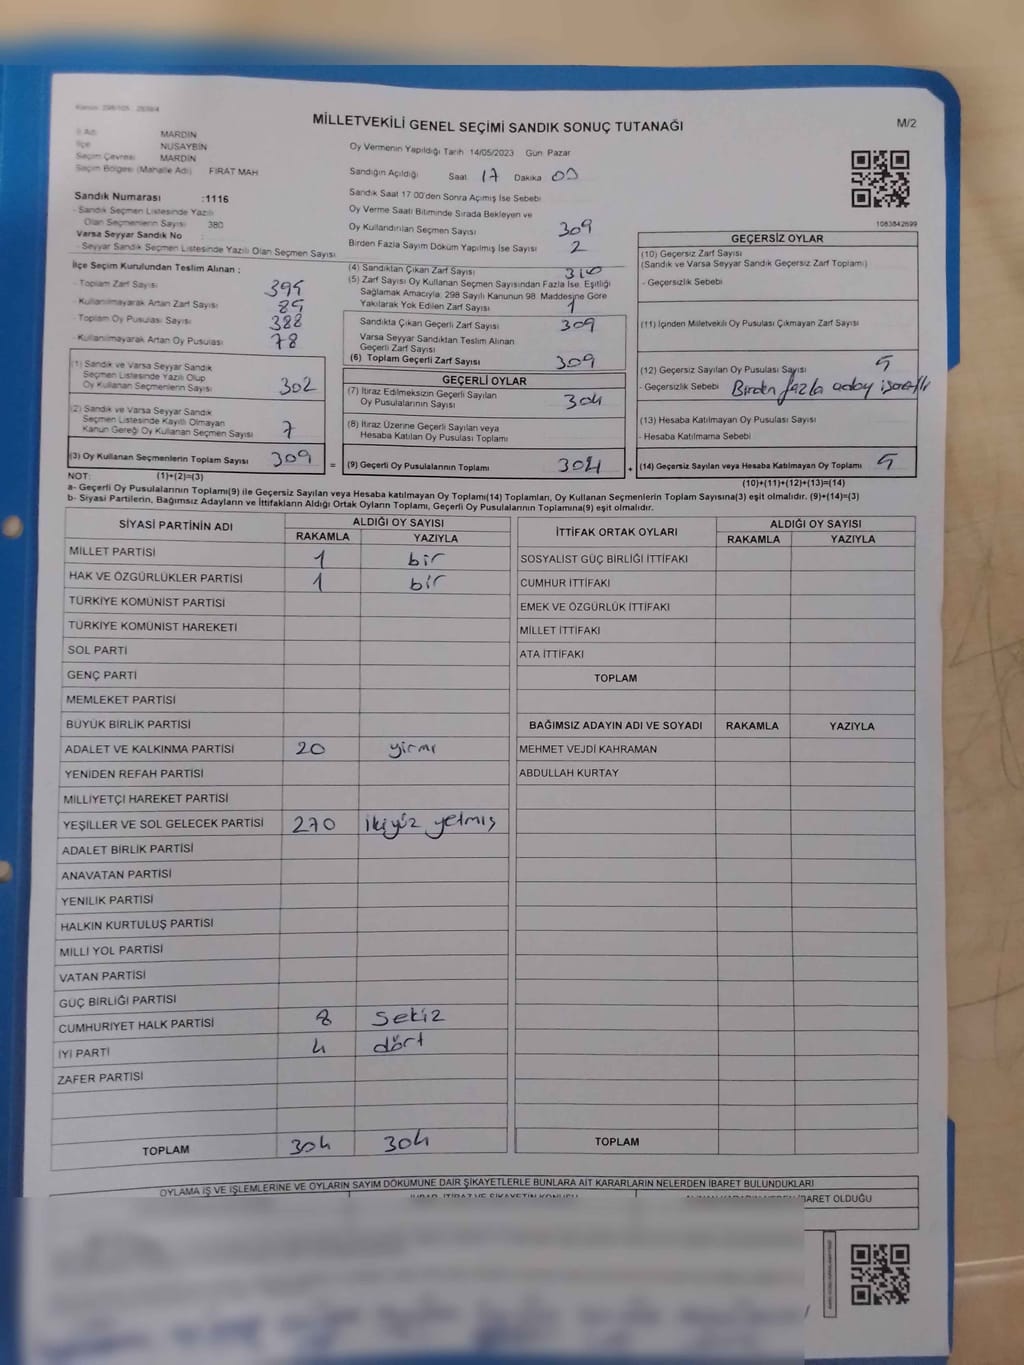 Kanun: 298/105 2839/4
MİLLETVEKİLİ GENEL SEÇİMİ SANDIK SONUÇ TUTANAĞI
M/2
İl Adı MARDİN
İlçe NUSAYBİN
Seçim Çevresi MARDİN
Seçim Bölgesi (Mahalle Adı) FIRAT MAH
Sandık Numarası :1116
- Sandık Seçmen Listesinde Yazılı
Olan Seçmenlerin Sayısı 380
Varsa Seyyar Sandık No :
- Seyyar Sandık Seçmen Listesinde Yazılı Olan Seçmen Sayısı
Oy Vermenin Yapıldığı Tarih 14/05/2023 Gün Pazar
Sandığın Açıldığı Saat 17 Dakika 00
Sandık Saat 17.00'den Sonra Açımış İse Sebebi
Oy Verme Saati Bitiminde Sırada Bekleyen ve
Oy Kullandırılan Seçmen Sayısı 309
Birden Fazla Sayım Döküm Yapılmış İse Sayısı 2
1083842699
İlçe Seçim Kurulundan Teslim Alınan :
- Toplam Zarf Sayısı 395
- Kullanılmayarak Artan Zarf Sayısı 85
- Toplam Oy Pusulası Sayısı 388
- Kullanılmayarak Artan Oy Pusulası 78
(1) Sandık ve Varsa Seyyar Sandık
Seçmen Listesinde Yazılı Olup
Oy Kullanan Seçmenlerin Sayısı 302
(2) Sandık ve Varsa Seyyar Sandık
Seçmen Listesinde Kayıtlı Olmayan
Kanun Gereği Oy Kullanan Seçmen Sayısı 7
(3) Oy Kullanan Seçmenlerin Toplam Sayısı 309 =
(4) Sandıktan Çıkan Zarf Sayısı 310
(5) Zarf Sayısı Oy Kullanan Seçmen Sayısından Fazla İse, Eşitliği
Sağlamak Amacıyla; 298 Sayılı Kanunun 98. Maddesine Göre
Yakılarak Yok Edilen Zarf Sayısı 1
Sandıkta Çıkan Geçerli Zarf Sayısı 309
Varsa Seyyar Sandıktan Teslim Alınan
Geçerli Zarf Sayısı
(6) Toplam Geçerli Zarf Sayısı 309
GEÇERLİ OYLAR
(7) İtiraz Edilmeksizin Geçerli Sayılan
Oy Pusulalarının Sayısı 304
(8) İtiraz Üzerine Geçerli Sayılan veya
Hesaba Katılan Oy Pusulası Toplamı
(9) Geçerli Oy Pusulalarının Toplamı 304 +
GEÇERSİZ OYLAR
(10) Geçersiz Zarf Sayısı
(Sandık ve Varsa Seyyar Sandık Geçersiz Zarf Toplamı)
- Geçersizlik Sebebi
(11) İçinden Milletvekili Oy Pusulası Çıkmayan Zarf Sayısı
(12) Geçersiz Sayılan Oy Pusulası Sayısı 5
- Geçersizlik Sebebi Birden fazla aday
(13) Hesaba Katılmayan Oy Pusulası Sayısı
- Hesaba Katılmama Sebebi
(14) Geçersiz Sayılan veya Hesaba Katılmayan Oy Toplamı 5
NOT: (1)+(2)=(3)
(10)+(11)+(12)+(13)=(14)
a- Geçerli Oy Pusulalarının Toplamı(9) ile Geçersiz Sayılan veya Hesaba katılmayan Oy Toplamı(14) Toplamları, Oy Kullanan Seçmenlerin Toplam Sayısına(3) eşit olmalıdır. (9)+(14)=(3)
b- Siyasi Partilerin, Bağımsız Adayların ve İttifakların Aldığı Ortak Oyların Toplamı, Geçerli Oy Pusulalarının Toplamına(9) eşit olmalıdır.
SİYASİ PARTİNİN ADI ALDIĞI OY SAYISI
RAKAMLA YAZIYLA
MİLLET PARTİSİ 1 bir
HAK VE ÖZGÜRLÜKLER PARTİSİ 1 bir
TÜRKİYE KOMÜNİST PARTİSİ
TÜRKİYE KOMÜNİST HAREKETİ
SOL PARTİ
GENÇ PARTİ
MEMLEKET PARTİSİ
BÜYÜK BİRLİK PARTİSİ
ADALET VE KALKINMA PARTİSİ 20 yirmi
YENİDEN REFAH PARTİSİ
MİLLİYETÇİ HAREKET PARTİSİ
YEŞİLLER VE SOL GELECEK PARTİSİ 270 ikiyüz yetmiş
ADALET BİRLİK PARTİSİ
ANAVATAN PARTİSİ
YENİLİK PARTİSİ
HALKIN KURTULUŞ PARTİSİ
MİLLİ YOL PARTİSİ
VATAN PARTİSİ
GÜÇ BİRLİĞİ PARTİSİ
CUMHURİYET HALK PARTİSİ 8 sekiz
İYİ PARTİ 4 dört
ZAFER PARTİSİ
TOPLAM 304 304
İTTİFAK ORTAK OYLARI ALDIĞI OY SAYISI
RAKAMLA YAZIYLA
SOSYALİST GÜÇ BİRLİĞİ İTTİFAKI
CUMHUR İTTİFAKI
EMEK VE ÖZGÜRLÜK İTTİFAKI
MİLLET İTTİFAKI
ATA İTTİFAKI
TOPLAM
BAĞIMSIZ ADAYIN ADI VE SOYADI RAKAMLA YAZIYLA
MEHMET VEJDİ KAHRAMAN
ABDULLAH KURTAY
TOPLAM
OYLAMA İŞ VE İŞLEMLERİNE VE OYLARIN SAYIM DÖKÜMÜNE DAİR ŞİKAYETLERLE BUNLARA AİT KARARLARIN NELERDEN İBARET BULUNDUKLARI
İBARET OLDUĞU